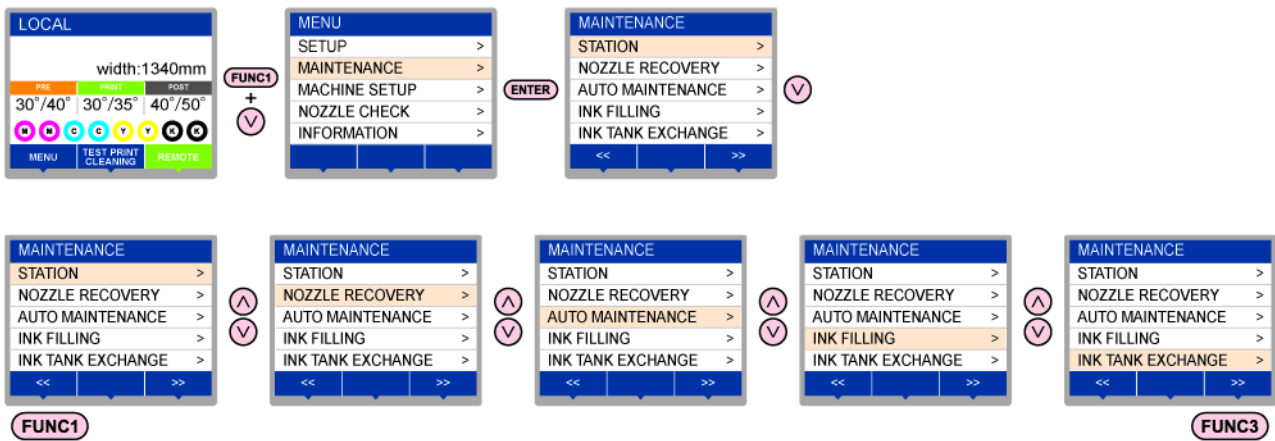 LOCAL
width:1340mm
PRE PRINT POST
30°/40° 30°/35° 40°/50°
M M C C Y Y K K
MENU TEST PRINT CLEANING REMOTE
FUNC1
+
MENU
SETUP >
MAINTENANCE >
MACHINE SETUP >
NOZZLE CHECK >
INFORMATION >
ENTER
MAINTENANCE
STATION >
NOZZLE RECOVERY >
AUTO MAINTENANCE >
INK FILLING >
INK TANK EXCHANGE >
<< >>
MAINTENANCE
STATION >
NOZZLE RECOVERY >
AUTO MAINTENANCE >
INK FILLING >
INK TANK EXCHANGE >
<< >>
FUNC1
MAINTENANCE
STATION >
NOZZLE RECOVERY >
AUTO MAINTENANCE >
INK FILLING >
INK TANK EXCHANGE >
<< >>
MAINTENANCE
STATION >
NOZZLE RECOVERY >
AUTO MAINTENANCE >
INK FILLING >
INK TANK EXCHANGE >
<< >>
MAINTENANCE
STATION >
NOZZLE RECOVERY >
AUTO MAINTENANCE >
INK FILLING >
INK TANK EXCHANGE >
<< >>
MAINTENANCE
STATION >
NOZZLE RECOVERY >
AUTO MAINTENANCE >
INK FILLING >
INK TANK EXCHANGE >
<< >>
FUNC3